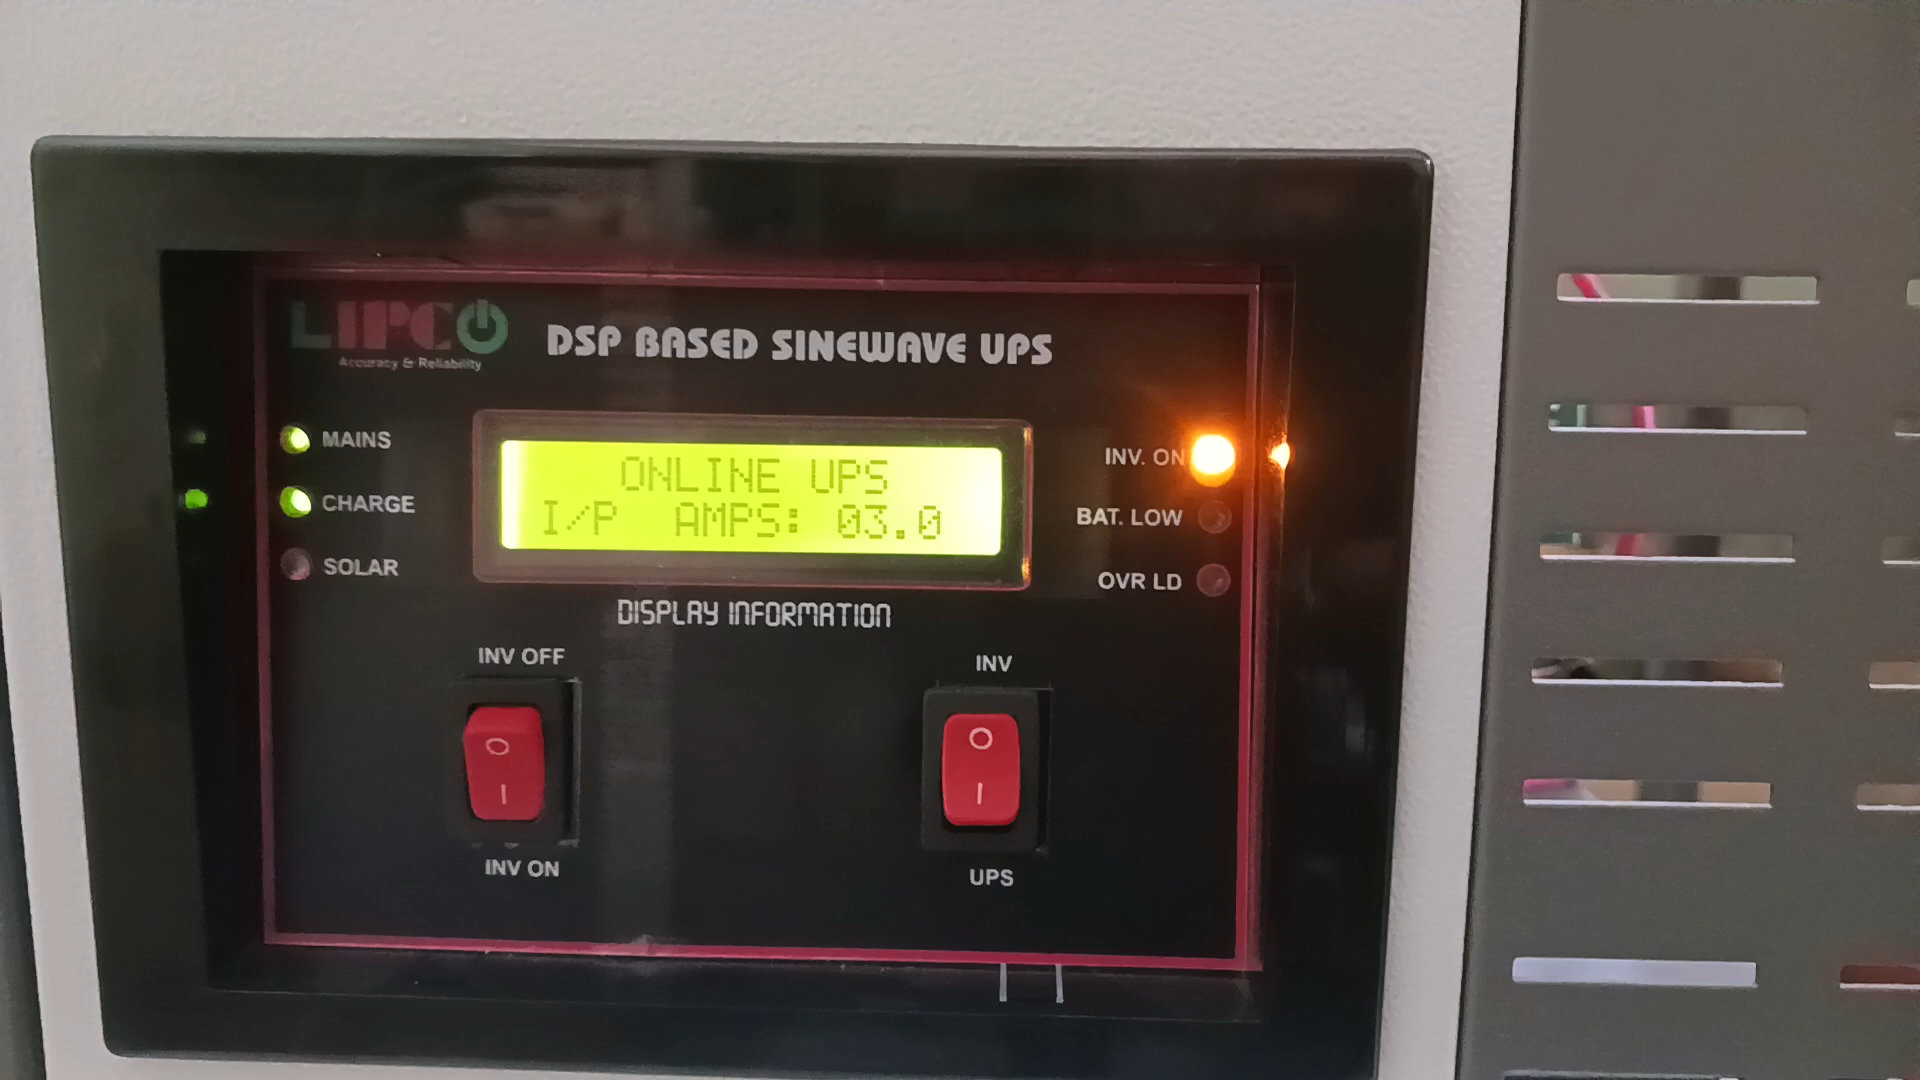 LIPCO
Accuracy & Reliability
DSP BASED SINEWAVE UPS
MAINS
CHARGE
SOLAR
ONLINE UPS
I/P AMPS: 03.0
INV. ON
BAT. LOW
OVR LD
DISPLAY INFORMATION
INV OFF
O
I
INV ON
INV
O
I
UPS